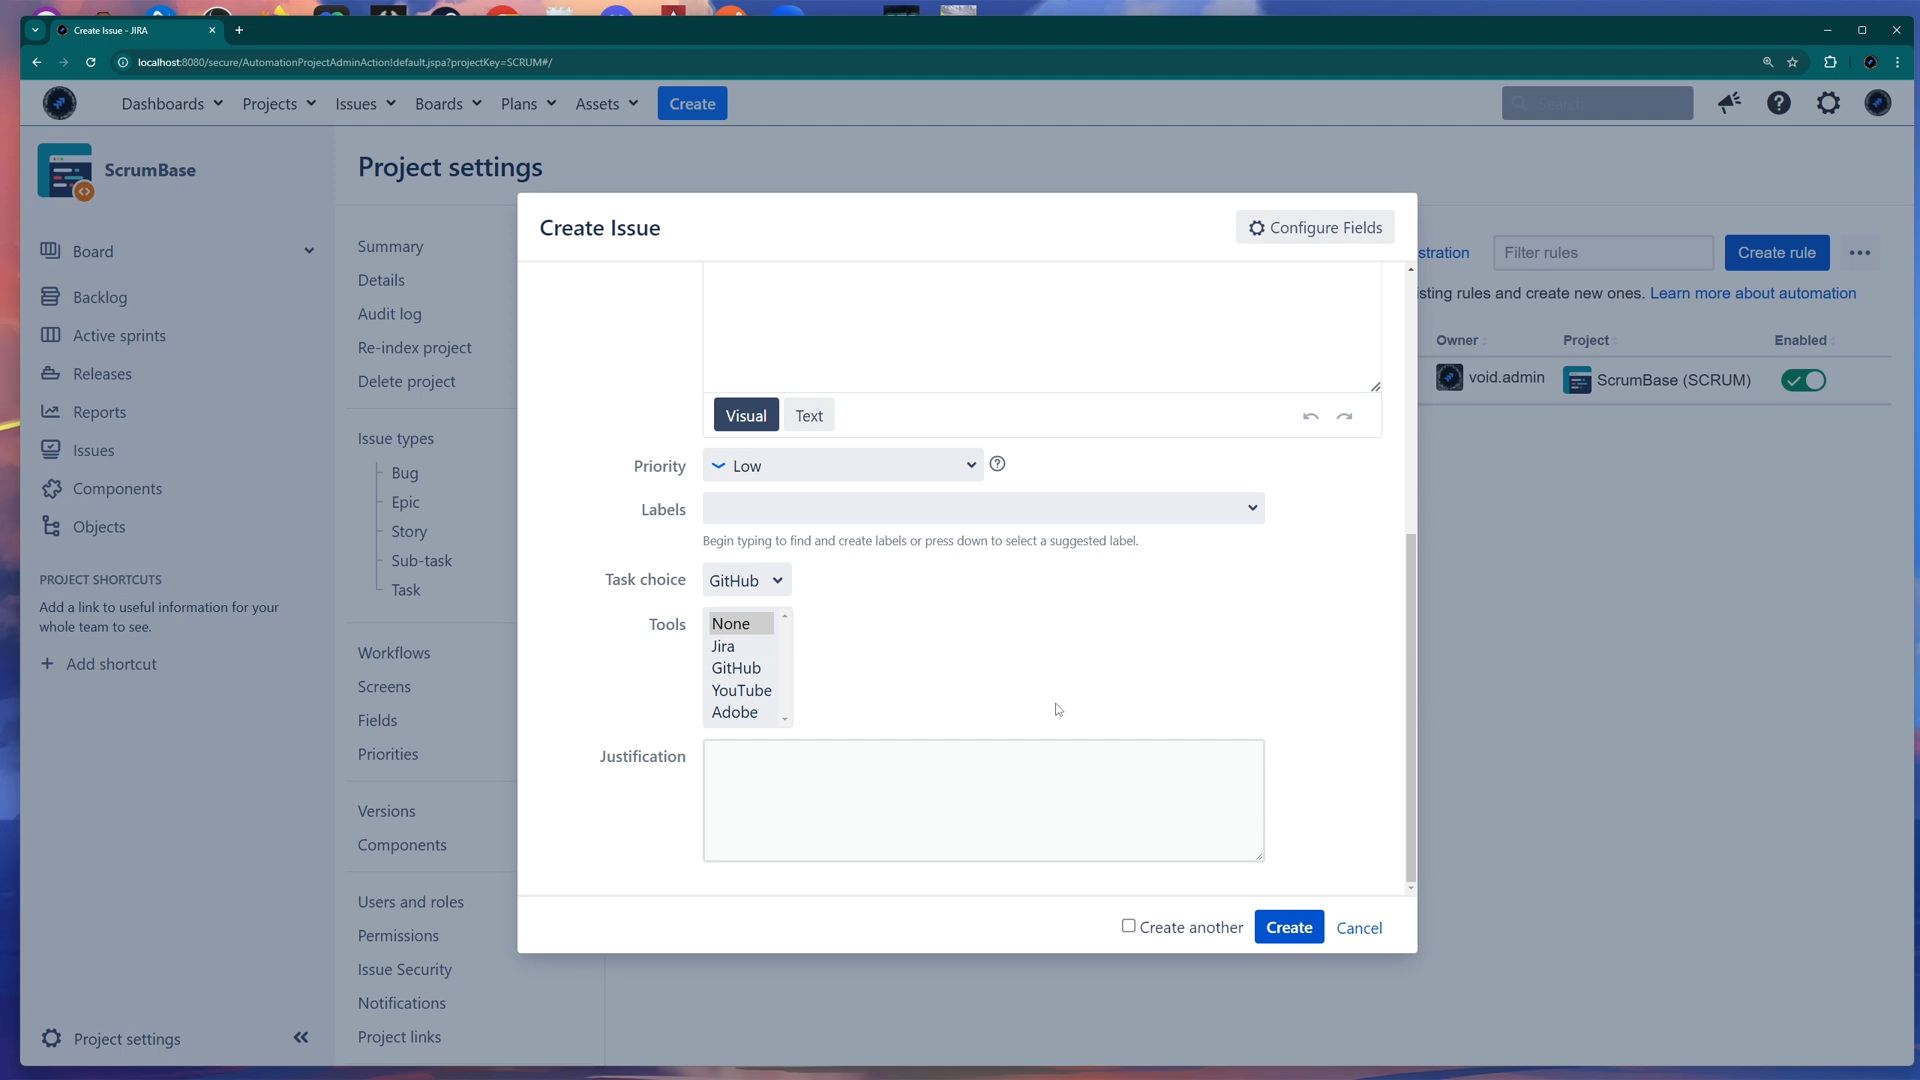 Create Issue - JIRA
localhost:8080/secure/AutomationProjectAdminAction!default.jspa?projectKey=SCRUM#/
Dashboards Projects Issues Boards Plans Assets Create Search
ScrumBase
Board
Backlog
Active sprints
Releases
Reports
Issues
Components
Objects
PROJECT SHORTCUTS
Add a link to useful information for your
whole team to see.
+ Add shortcut
Project settings
Project settings
Summary
Details
Audit log
Re-index project
Delete project
Issue types
Bug
Epic
Story
Sub-task
Task
Workflows
Screens
Fields
Priorities
Versions
Components
Users and roles
Permissions
Issue Security
Notifications
Project links
Create Issue
Configure Fields
Visual Text
Priority Low
Labels
Begin typing to find and create labels or press down to select a suggested label.
Task choice GitHub
Tools
None
Jira
GitHub
YouTube
Adobe
Justification
Create another Create Cancel
stration Filter rules Create rule
isting rules and create new ones. Learn more about automation
Owner Project Enabled
void.admin ScrumBase (SCRUM)